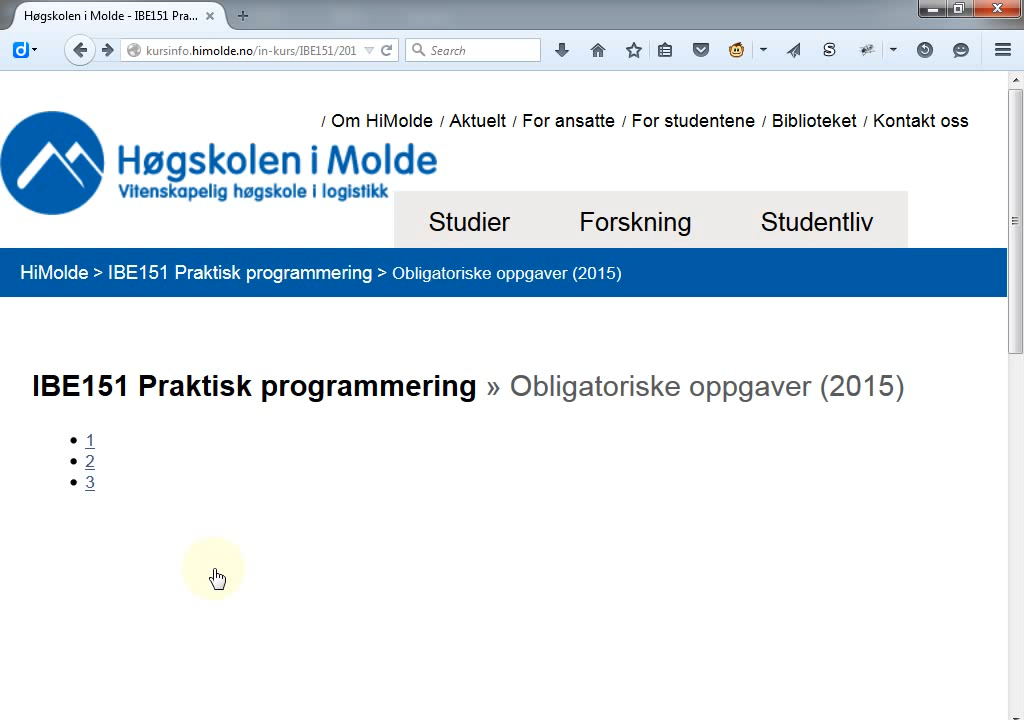 Høgskolen i Molde - IBE151 Pra...
kursinfo.himolde.no/in-kurs/IBE151/201
Search
/ Om HiMolde / Aktuelt / For ansatte / For studentene / Biblioteket / Kontakt oss
Høgskolen i Molde
Vitenskapelig høgskole i logistikk
Studier Forskning Studentliv
HiMolde > IBE151 Praktisk programmering > Obligatoriske oppgaver (2015)
IBE151 Praktisk programmering » Obligatoriske oppgaver (2015)
• 1
• 2
• 3